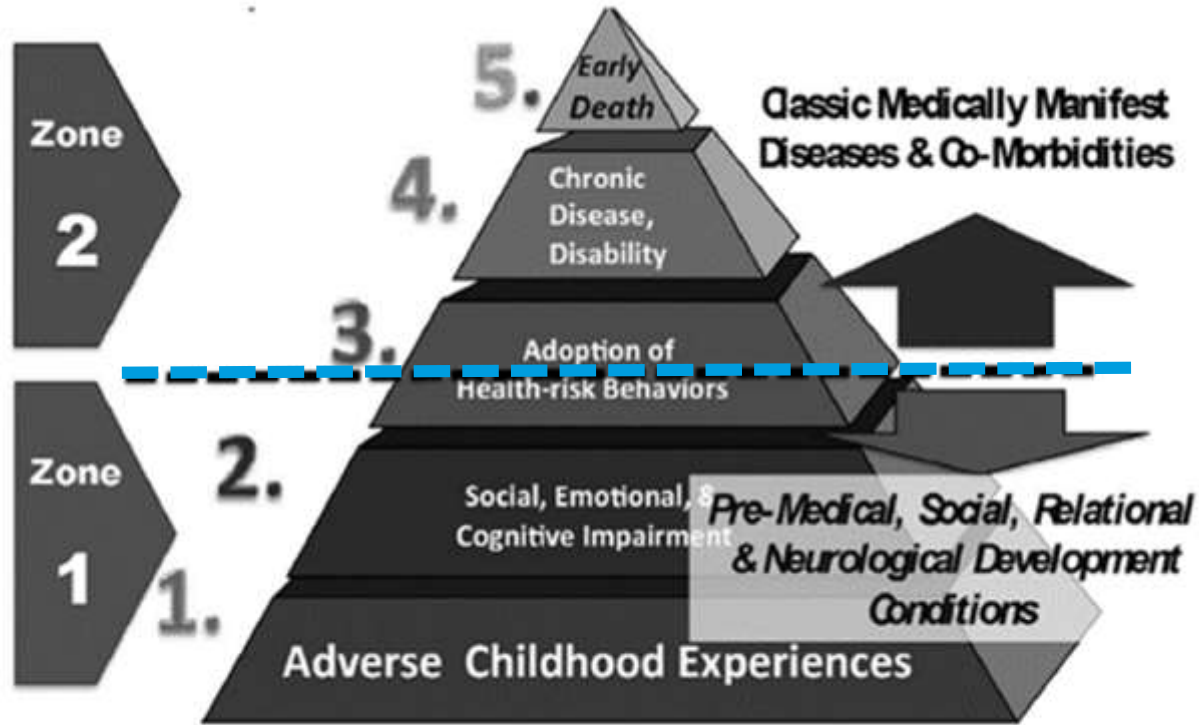 Zone
2
Zone
1
5.
Early
Death
4.
Chronic
Disease,
Disability
3.
Adoption of
Health-risk Behaviors
2.
Social, Emotional, &
Cognitive Impairment
1.
Adverse Childhood Experiences
Classic Medically Manifest
Diseases & Co-Morbidities
Pre-Medical, Social, Relational
& Neurological Development
Conditions